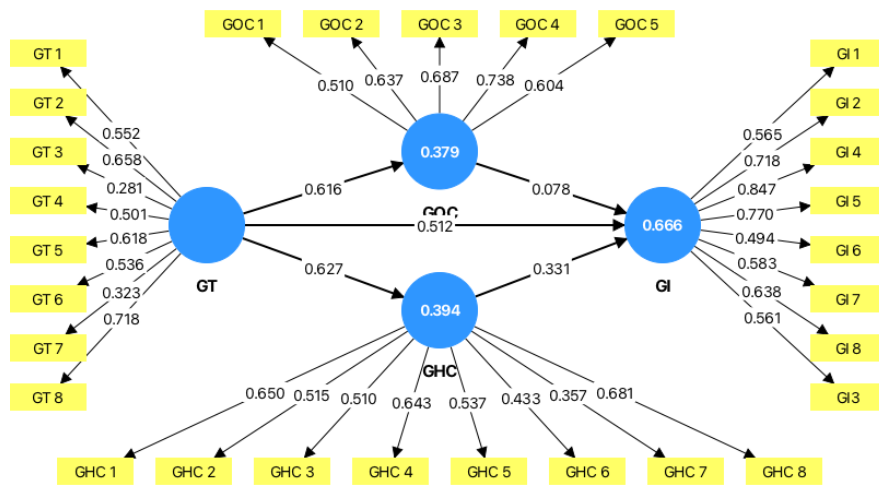 GOC 1 GOC 2 GOC 3 GOC 4 GOC 5
GT 1
GT 2
GT 3
GT 4
GT 5
GT 6
GT 7
GT 8
0.552
0.658
0.281
0.501
0.618
0.536
0.323
0.718
GT
0.510 0.637 0.687 0.738 0.604
0.379
GOC
0.616
0.512
0.627
0.078
0.331
0.394
GHC
0.666
GI
0.565
0.718
0.847
0.770
0.494
0.583
0.638
0.561
GI 1
GI 2
GI 4
GI 5
GI 6
GI 7
GI 8
GI3
0.650 0.515 0.510 0.643 0.537 0.433 0.357 0.681
GHC 1 GHC 2 GHC 3 GHC 4 GHC 5 GHC 6 GHC 7 GHC 8